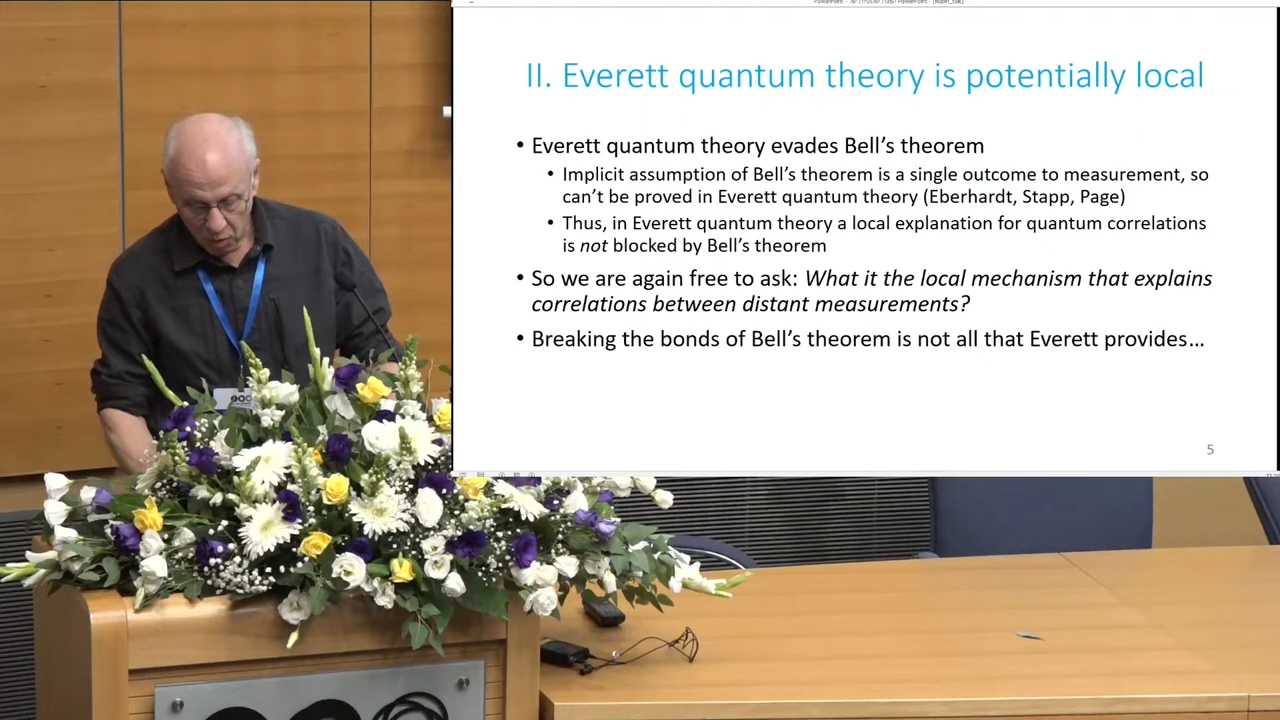 II. Everett quantum theory is potentially local
• Everett quantum theory evades Bell’s theorem
• Implicit assumption of Bell’s theorem is a single outcome to measurement, so
can’t be proved in Everett quantum theory (Eberhardt, Stapp, Page)
• Thus, in Everett quantum theory a local explanation for quantum correlations
is not blocked by Bell’s theorem
• So we are again free to ask: What it the local mechanism that explains
correlations between distant measurements?
• Breaking the bonds of Bell’s theorem is not all that Everett provides…
5